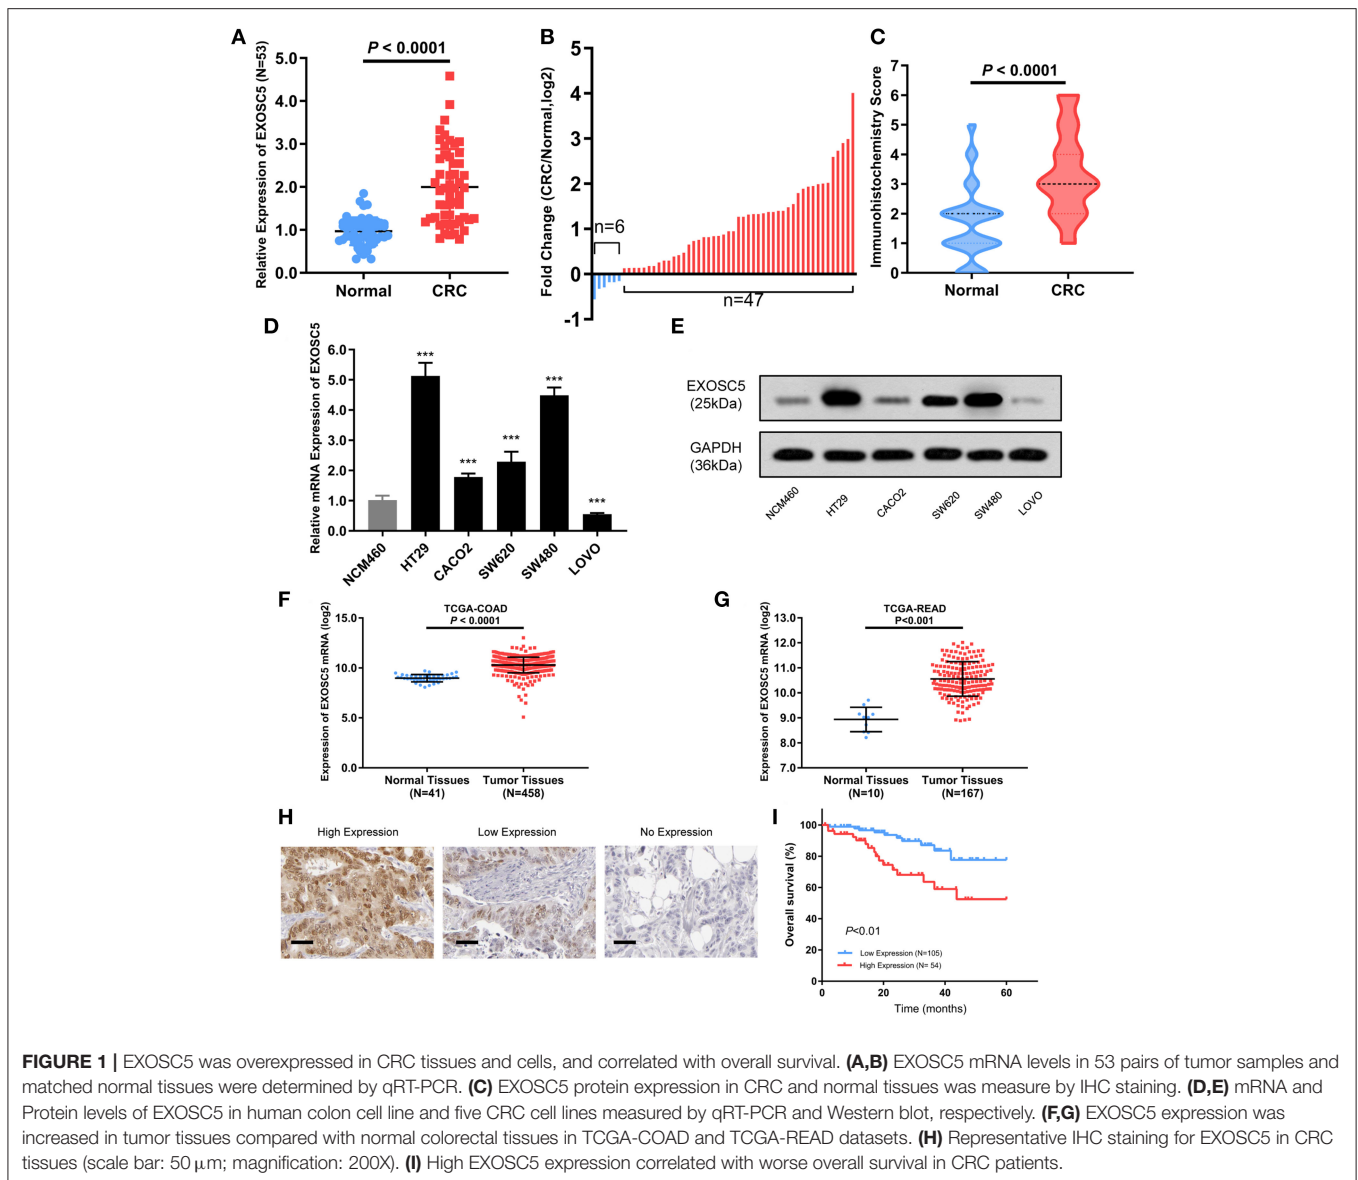 A
Relative Expression of EXOSC5 (N=53)
P < 0.0001
5.0
4.0
3.0
2.0
1.0
0.0
Normal
CRC
B
Fold Change (CRC/Normal,log2)
5
4
3
2
1
0
-1
n=6
n=47
C
Immunohistochemistry Score
P < 0.0001
7
6
5
4
3
2
1
0
Normal
CRC
D
Relative mRNA Expression of EXOSC5
6.0
5.0
4.0
3.0
2.0
1.0
0.0
***
***
***
***
***
NCM460
HT29
CACO2
SW620
SW480
LOVO
E
EXOSC5
(25kDa)
GAPDH
(36kDa)
NCM460
HT29
CACO2
SW620
SW480
LOVO
F
Expression of EXOSC5 mRNA (log2)
TCGA-COAD
P < 0.0001
15.0
10.0
5.0
0.0
Normal Tissues
(N=41)
Tumor Tissues
(N=458)
G
Expression of EXOSC5 mRNA (log2)
TCGA-READ
P<0.001
13.0
12.0
11.0
10.0
9.0
8.0
7.0
Normal Tissues
(N=10)
Tumor Tissues
(N=167)
H
High Expression
Low Expression
No Expression
I
Overall survival (%)
100
80
60
40
20
0
P<0.01
Low Expression (N=105)
High Expression (N= 54)
0
20
40
60
Time (months)
FIGURE 1 | EXOSC5 was overexpressed in CRC tissues and cells, and correlated with overall survival. (A,B) EXOSC5 mRNA levels in 53 pairs of tumor samples and
matched normal tissues were determined by qRT-PCR. (C) EXOSC5 protein expression in CRC and normal tissues was measure by IHC staining. (D,E) mRNA and
Protein levels of EXOSC5 in human colon cell line and five CRC cell lines measured by qRT-PCR and Western blot, respectively. (F,G) EXOSC5 expression was
increased in tumor tissues compared with normal colorectal tissues in TCGA-COAD and TCGA-READ datasets. (H) Representative IHC staining for EXOSC5 in CRC
tissues (scale bar: 50 μm; magnification: 200X). (I) High EXOSC5 expression correlated with worse overall survival in CRC patients.